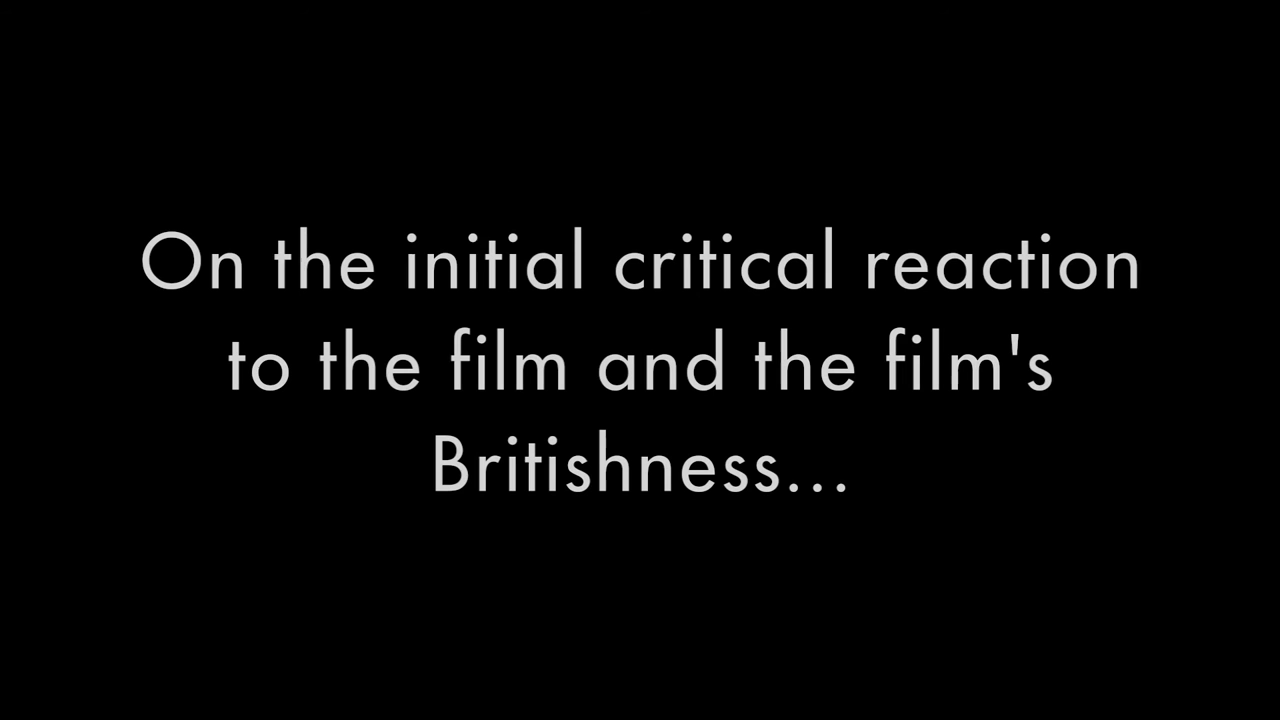 On the initial critical reaction
to the film and the film's
Britishness...